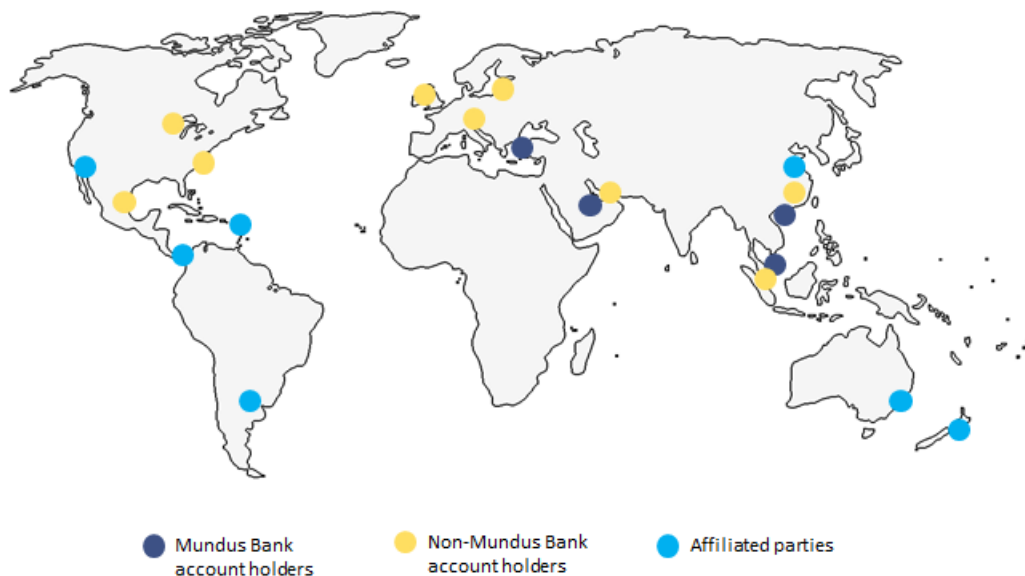 Mundus Bank
account holders
Non-Mundus Bank
account holders
Affiliated parties